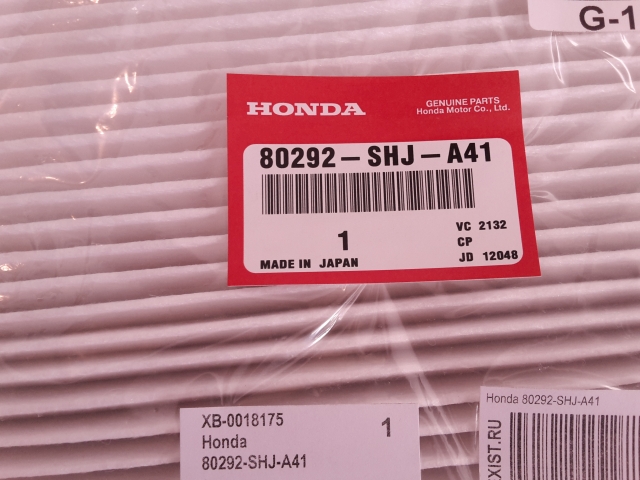 G-1
HONDA
GENUINE PARTS
Honda Motor Co., Ltd.
80292-SHJ-A41
1
VC 2132
CP
MADE IN JAPAN
JD 12048
XB-0018175
1
Honda
80292-SHJ-A41
Honda 80292-SHJ-A41
XIST.RU